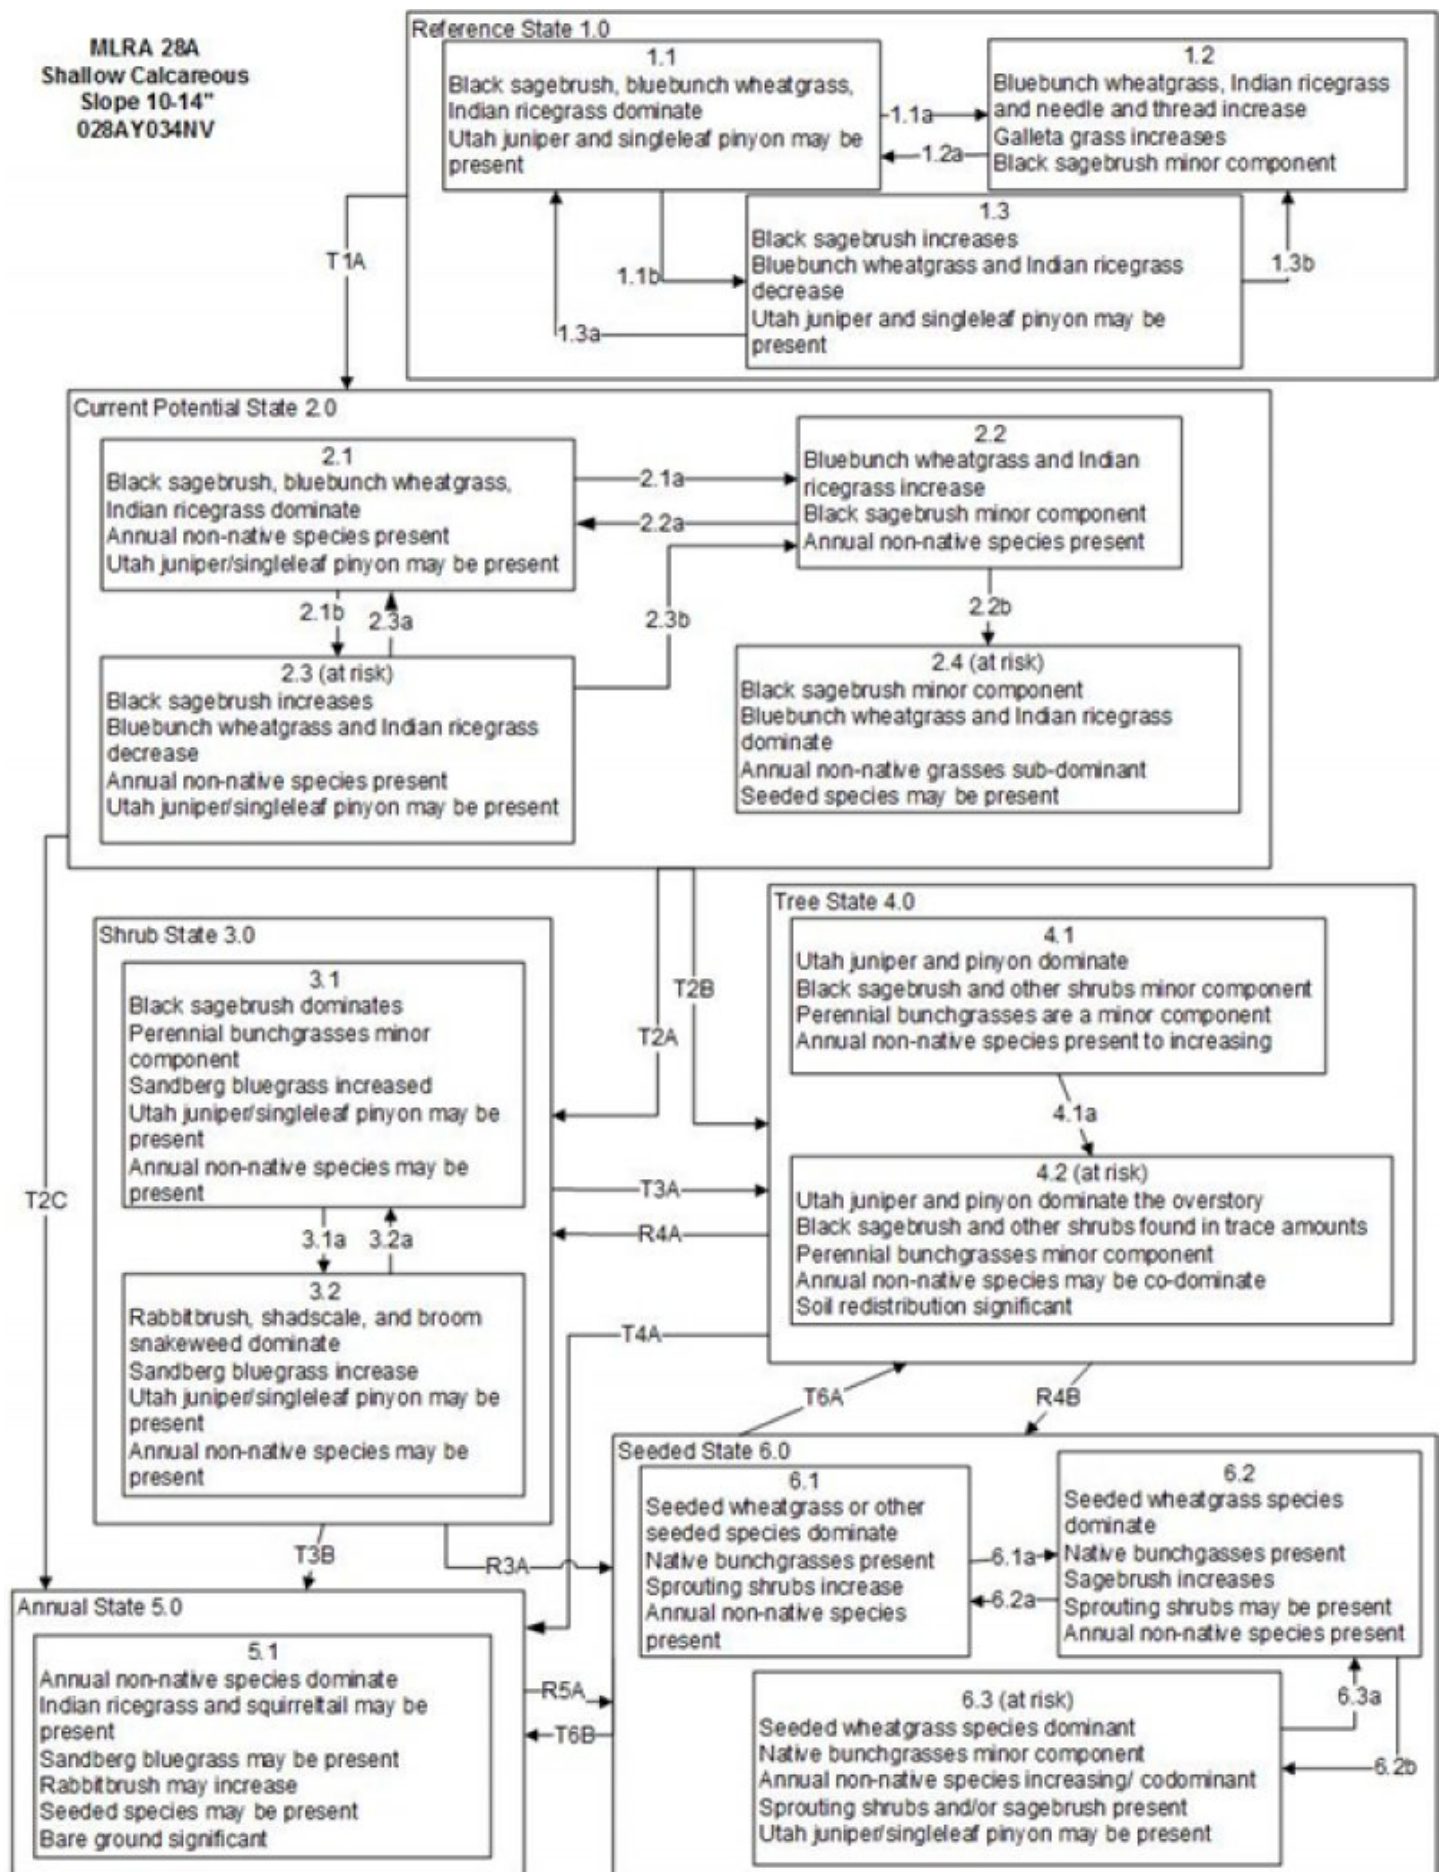 MLRA 28A
Shallow Calcareous
Slope 10-14"
028AY034NV
Reference State 1.0
1.1
Black sagebrush, bluebunch wheatgrass,
Indian ricegrass dominate
Utah juniper and singleleaf pinyon may be
present
1.1a
1.2a
1.2
Bluebunch wheatgrass, Indian ricegrass
and needle and thread increase
Galleta grass increases
Black sagebrush minor component
1.3
Black sagebrush increases
Bluebunch wheatgrass and Indian ricegrass
decrease
Utah juniper and singleleaf pinyon may be
present
1.1b
1.3a
1.3b
T1A
Current Potential State 2.0
2.1
Black sagebrush, bluebunch wheatgrass,
Indian ricegrass dominate
Annual non-native species present
Utah juniper/singleleaf pinyon may be present
2.1a
2.2a
2.2
Bluebunch wheatgrass and Indian
ricegrass increase
Black sagebrush minor component
Annual non-native species present
2.1b
2.3a
2.3b
2.2b
2.3 (at risk)
Black sagebrush increases
Bluebunch wheatgrass and Indian ricegrass
decrease
Annual non-native species present
Utah juniper/singleleaf pinyon may be present
2.4 (at risk)
Black sagebrush minor component
Bluebunch wheatgrass and Indian ricegrass
dominate
Annual non-native grasses sub-dominant
Seeded species may be present
T2C
T2A
T2B
Shrub State 3.0
3.1
Black sagebrush dominates
Perennial bunchgrasses minor
component
Sandberg bluegrass increased
Utah juniper/singleleaf pinyon may be
present
Annual non-native species may be
present
3.1a
3.2a
3.2
Rabbitbrush, shadscale, and broom
snakeweed dominate
Sandberg bluegrass increase
Utah juniper/singleleaf pinyon may be
present
Annual non-native species may be
present
Tree State 4.0
4.1
Utah juniper and pinyon dominate
Black sagebrush and other shrubs minor component
Perennial bunchgrasses are a minor component
Annual non-native species present to increasing
4.1a
4.2 (at risk)
Utah juniper and pinyon dominate the overstory
Black sagebrush and other shrubs found in trace amounts
Perennial bunchgrasses minor component
Annual non-native species may be co-dominate
Soil redistribution significant
T3A
R4A
T4A
T6A
R4B
T3B
R3A
Annual State 5.0
5.1
Annual non-native species dominate
Indian ricegrass and squirreltail may be
present
Sandberg bluegrass may be present
Rabbitbrush may increase
Seeded species may be present
Bare ground significant
R5A
T6B
Seeded State 6.0
6.1
Seeded wheatgrass or other
seeded species dominate
Native bunchgrasses present
Sprouting shrubs increase
Annual non-native species
present
6.1a
6.2a
6.2
Seeded wheatgrass species
dominate
Native bunchgasses present
Sagebrush increases
Sprouting shrubs may be present
Annual non-native species present
6.3 (at risk)
Seeded wheatgrass species dominant
Native bunchgrasses minor component
Annual non-native species increasing/ codominant
Sprouting shrubs and/or sagebrush present
Utah juniper/singleleaf pinyon may be present
6.3a
6.2b